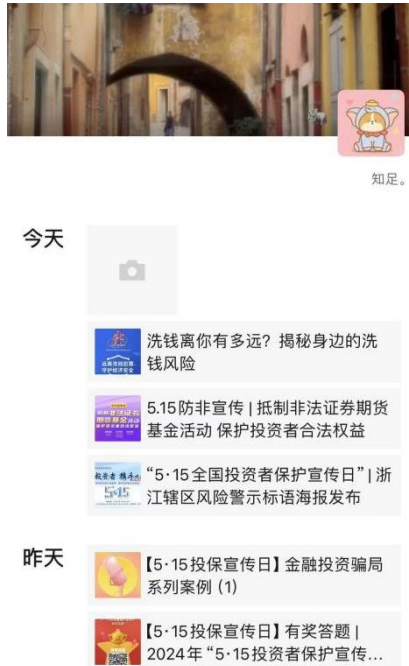 知足。
今天
洗钱离你有多远？揭秘身边的洗
钱风险
5.15防非宣传 | 抵制非法证券期货
基金活动 保护投资者合法权益
“5·15全国投资者保护宣传日” | 浙
江辖区风险警示标语海报发布
5·15
昨天
【5·15投保宣传日】金融投资骗局
系列案例（1）
【5·15投保宣传日】有奖答题 |
2024年“5·15投资者保护宣传...